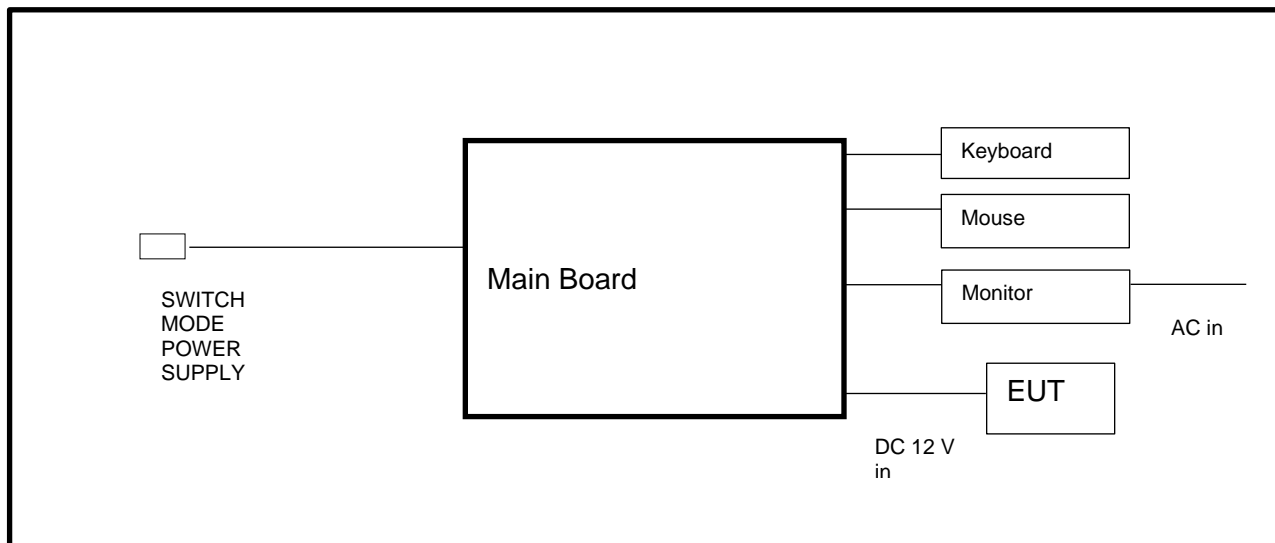 Keyboard
Mouse
Main Board
Monitor
SWITCH
MODE
POWER
SUPPLY
AC in
EUT
DC 12 V
in